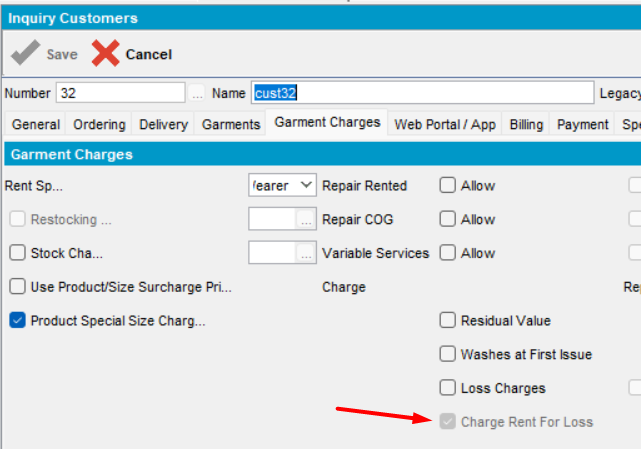 Inquiry Customers
Save Cancel
Number 32 ... Name cust32 Legacy
General Ordering Delivery Garments Garment Charges Web Portal / App Billing Payment Spe
Garment Charges
Rent Sp... /earer Repair Rented Allow
Restocking ... ... Repair COG Allow
Stock Cha... ... Variable Services Allow
Use Product/Size Surcharge Pri... Charge Rep
Product Special Size Charg... Residual Value
Washes at First Issue
Loss Charges
Charge Rent For Loss